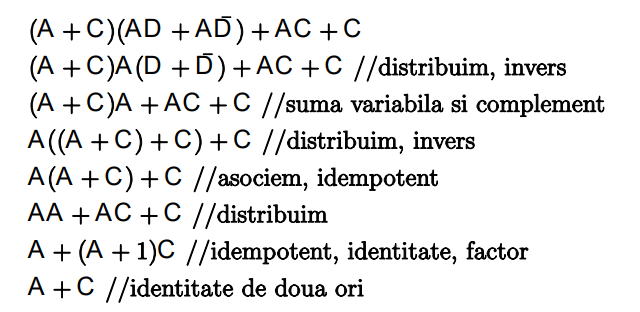 (A + C)(AD + AD̄) + AC + C
(A + C)A(D + D̄) + AC + C //distribuim, invers
(A + C)A + AC + C //suma variabila si complement
A((A + C) + C) + C //distribuim, invers
A(A + C) + C //asociem, idempotent
AA + AC + C //distribuim
A + (A + 1)C //idempotent, identitate, factor
A + C //identitate de doua ori